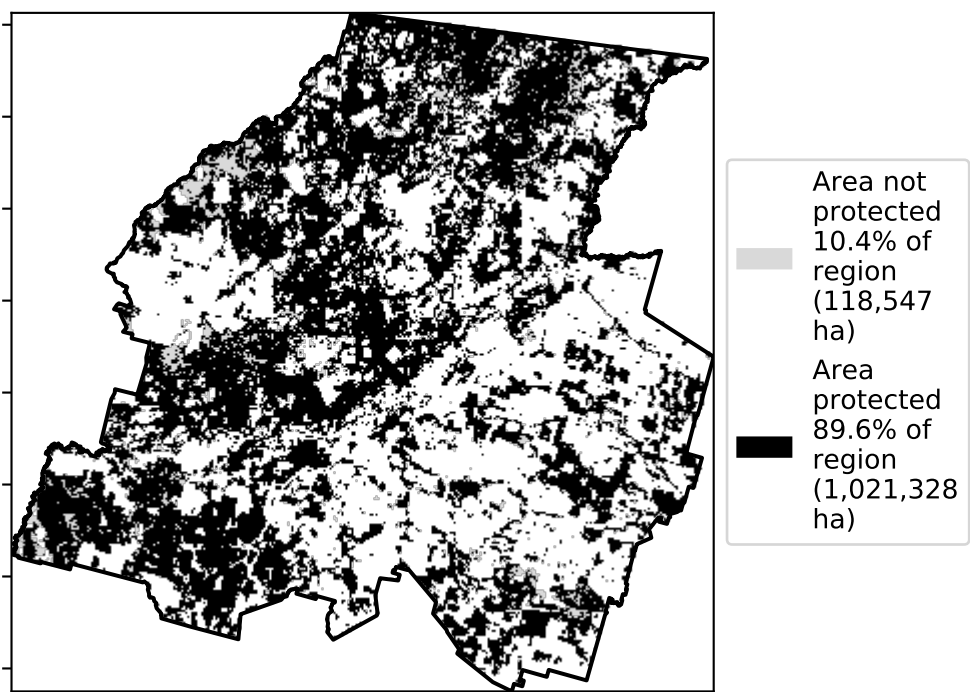 Area not
protected
10.4% of
region
(118,547
ha)
Area
protected
89.6% of
region
(1,021,328
ha)